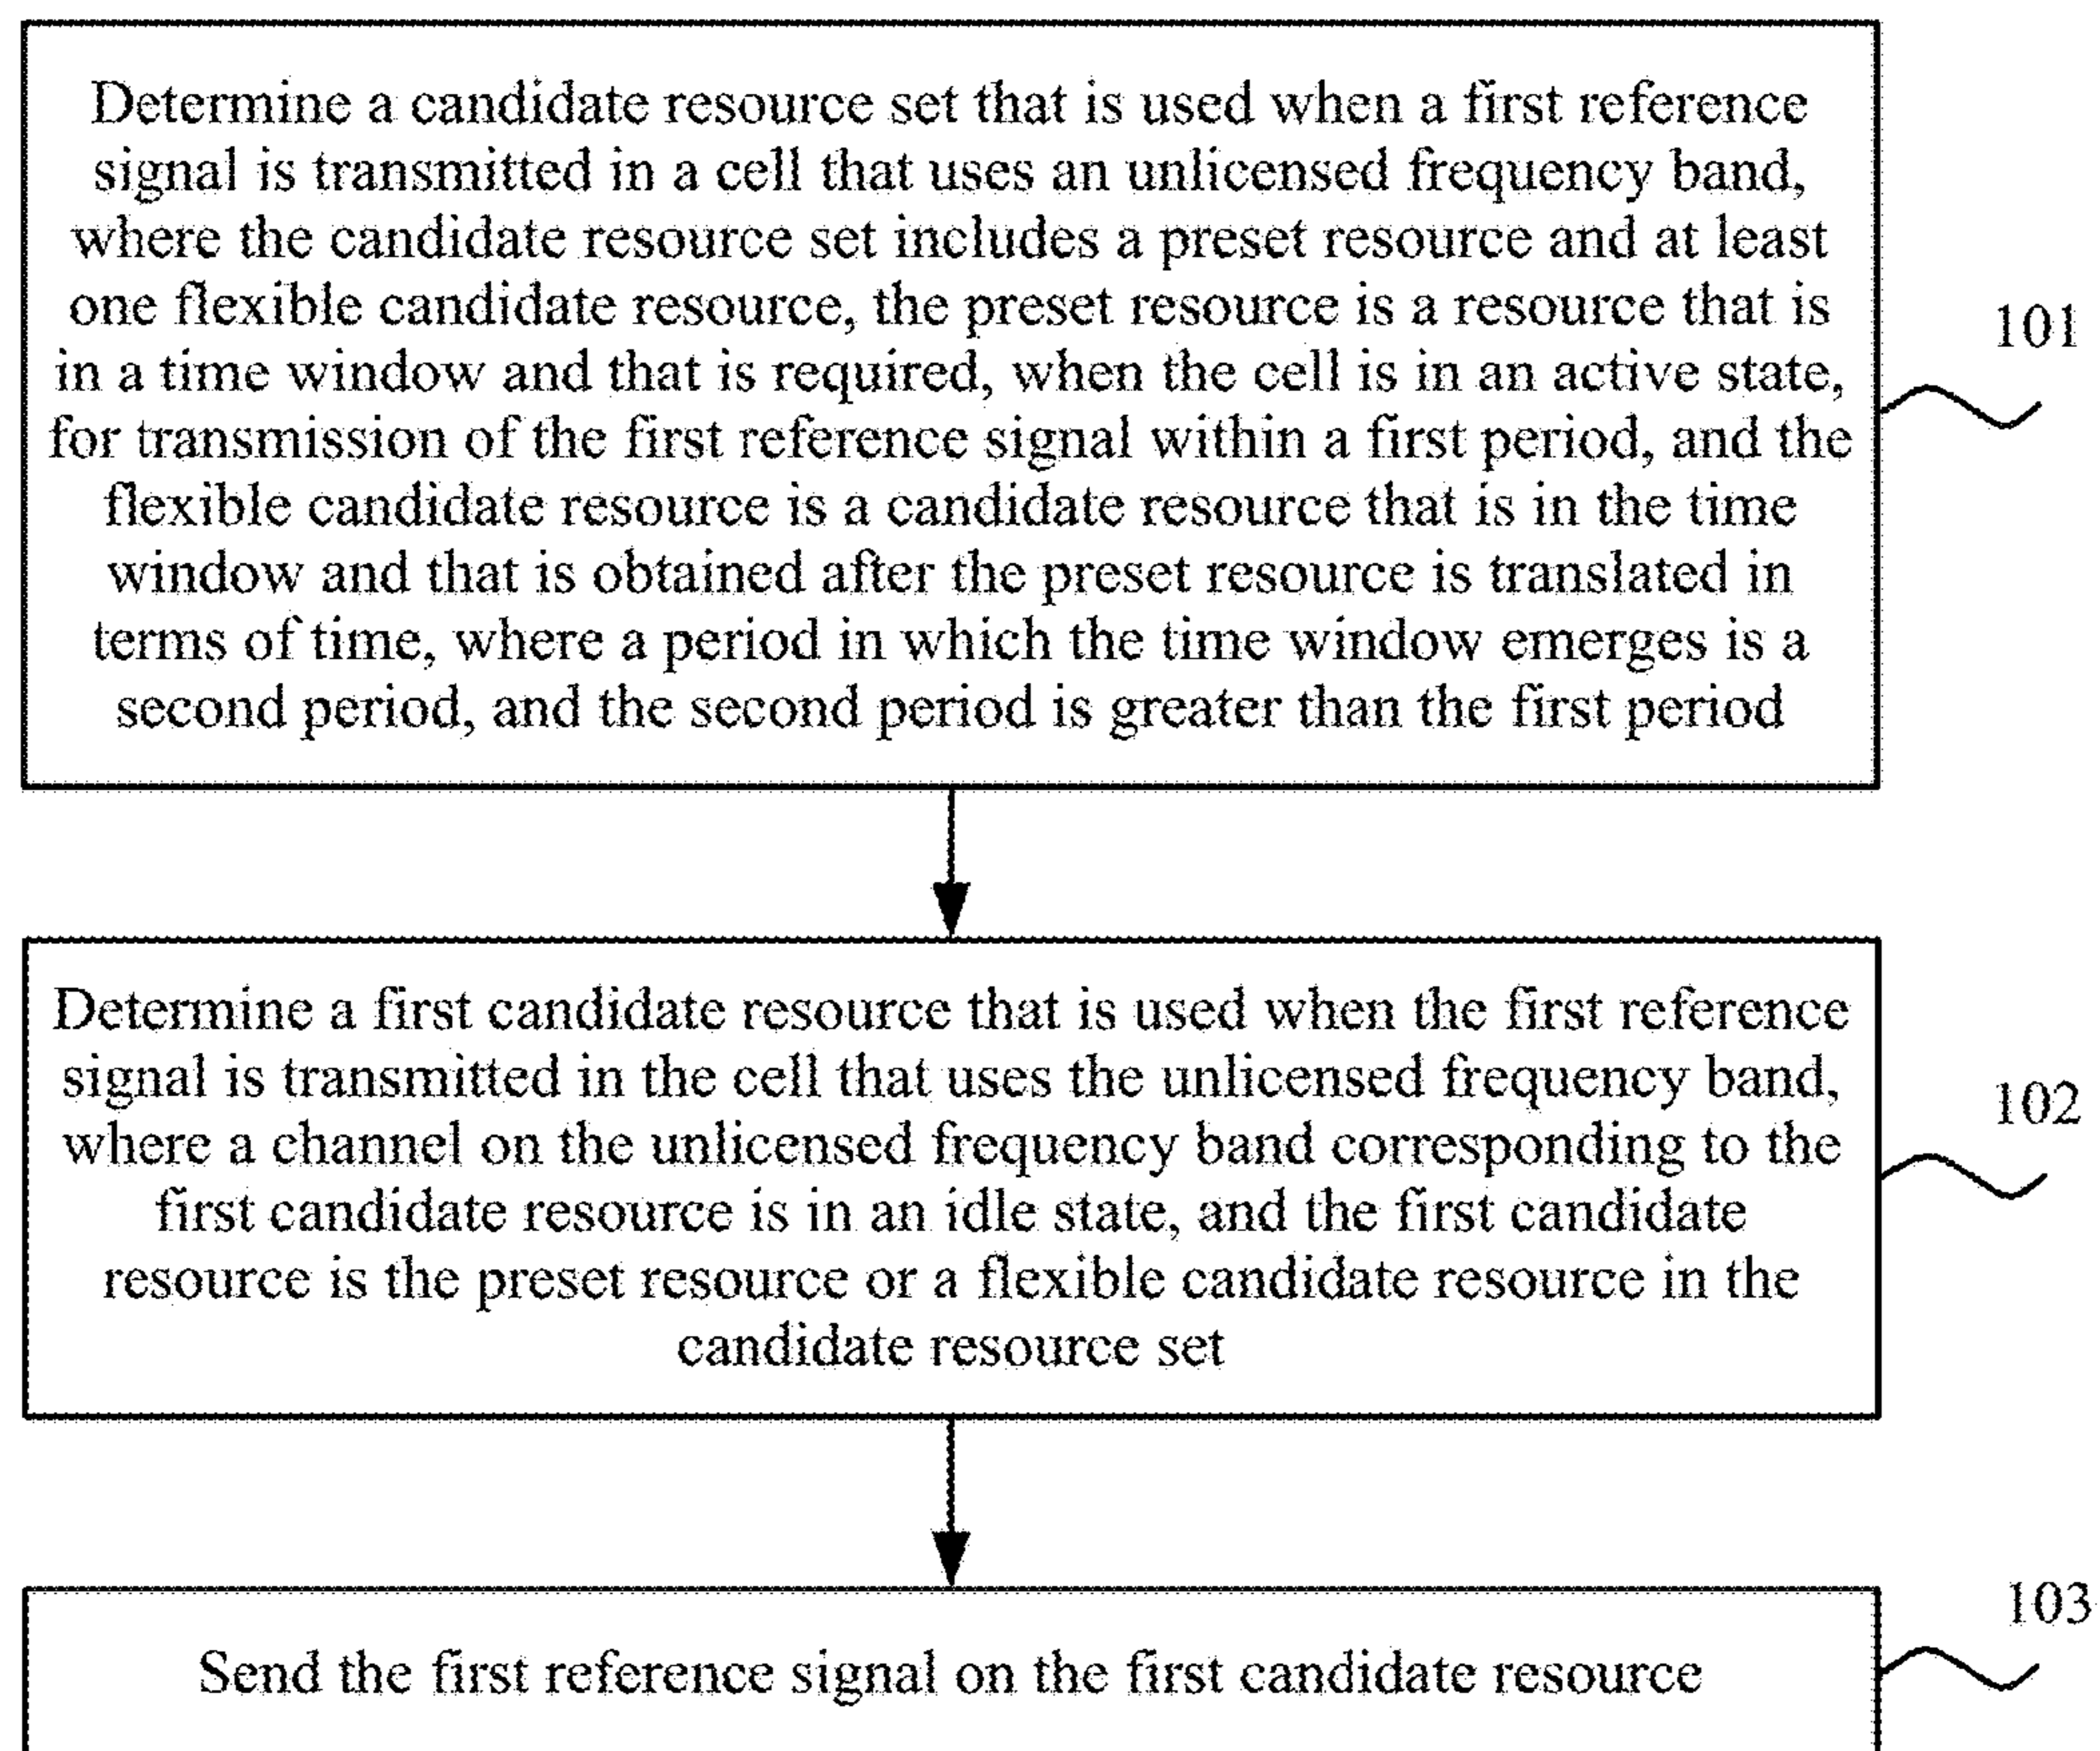 Determine a candidate resource set that is used when a first reference
signal is transmitted in a cell that uses an unlicensed frequency band,
where the candidate resource set includes a preset resource and at least
one flexible candidate resource, the preset resource is a resource that is
in a time window and that is required, when the cell is in an active state,
for transmission of the first reference signal within a first period, and the
flexible candidate resource is a candidate resource that is in the time
window and that is obtained after the preset resource is translated in
terms of time, where a period in which the time window emerges is a
second period, and the second period is greater than the first period
101
Determine a first candidate resource that is used when the first reference
signal is transmitted in the cell that uses the unlicensed frequency band,
where a channel on the unlicensed frequency band corresponding to the
first candidate resource is in an idle state, and the first candidate
resource is the preset resource or a flexible candidate resource in the
candidate resource set
102
Send the first reference signal on the first candidate resource
103